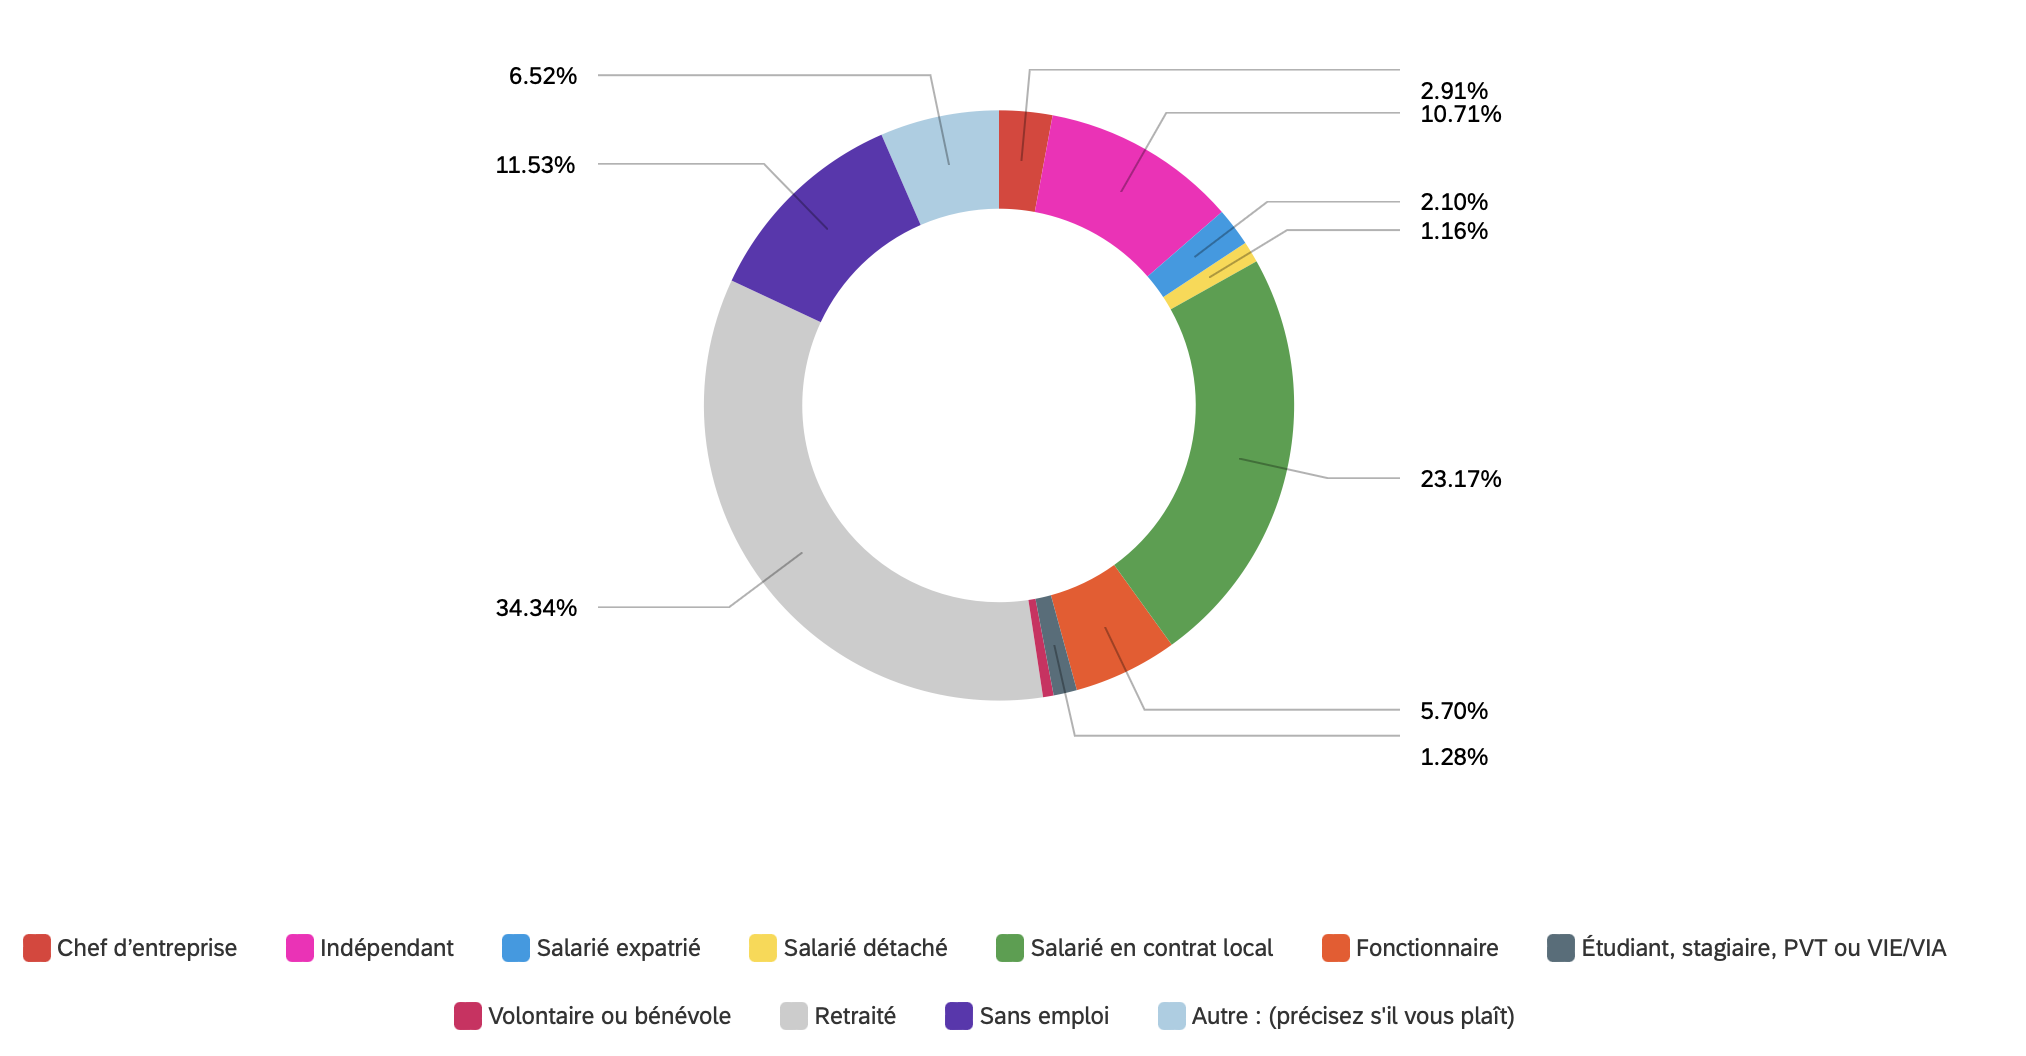 6.52%
2.91%
10.71%
11.53%
2.10%
1.16%
23.17%
34.34%
5.70%
1.28%
Chef d’entreprise
Indépendant
Salarié expatrié
Salarié détaché
Salarié en contrat local
Fonctionnaire
Étudiant, stagiaire, PVT ou VIE/VIA
Volontaire ou bénévole
Retraité
Sans emploi
Autre : (précisez s'il vous plaît)